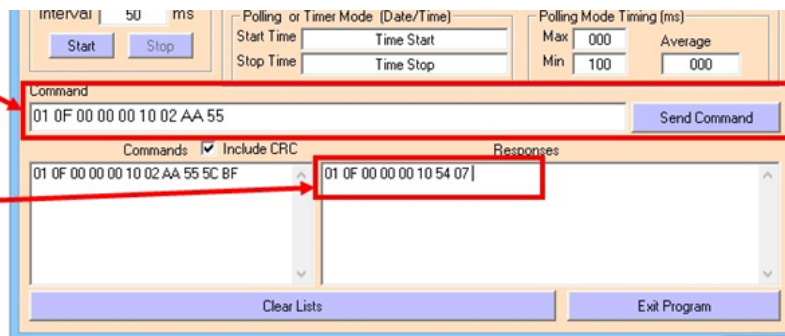 Interval 50 ms
Start Stop
Polling or Timer Mode (Date/Time)
Start Time Time Start
Stop Time Time Stop
Polling Mode Timing (ms)
Max 000 Average
Min 100 000
Command
01 0F 00 00 00 10 02 AA 55 Send Command
Commands Include CRC Responses
01 0F 00 00 00 10 02 AA 55 5C BF 01 0F 00 00 00 10 54 07
Clear Lists Exit Program